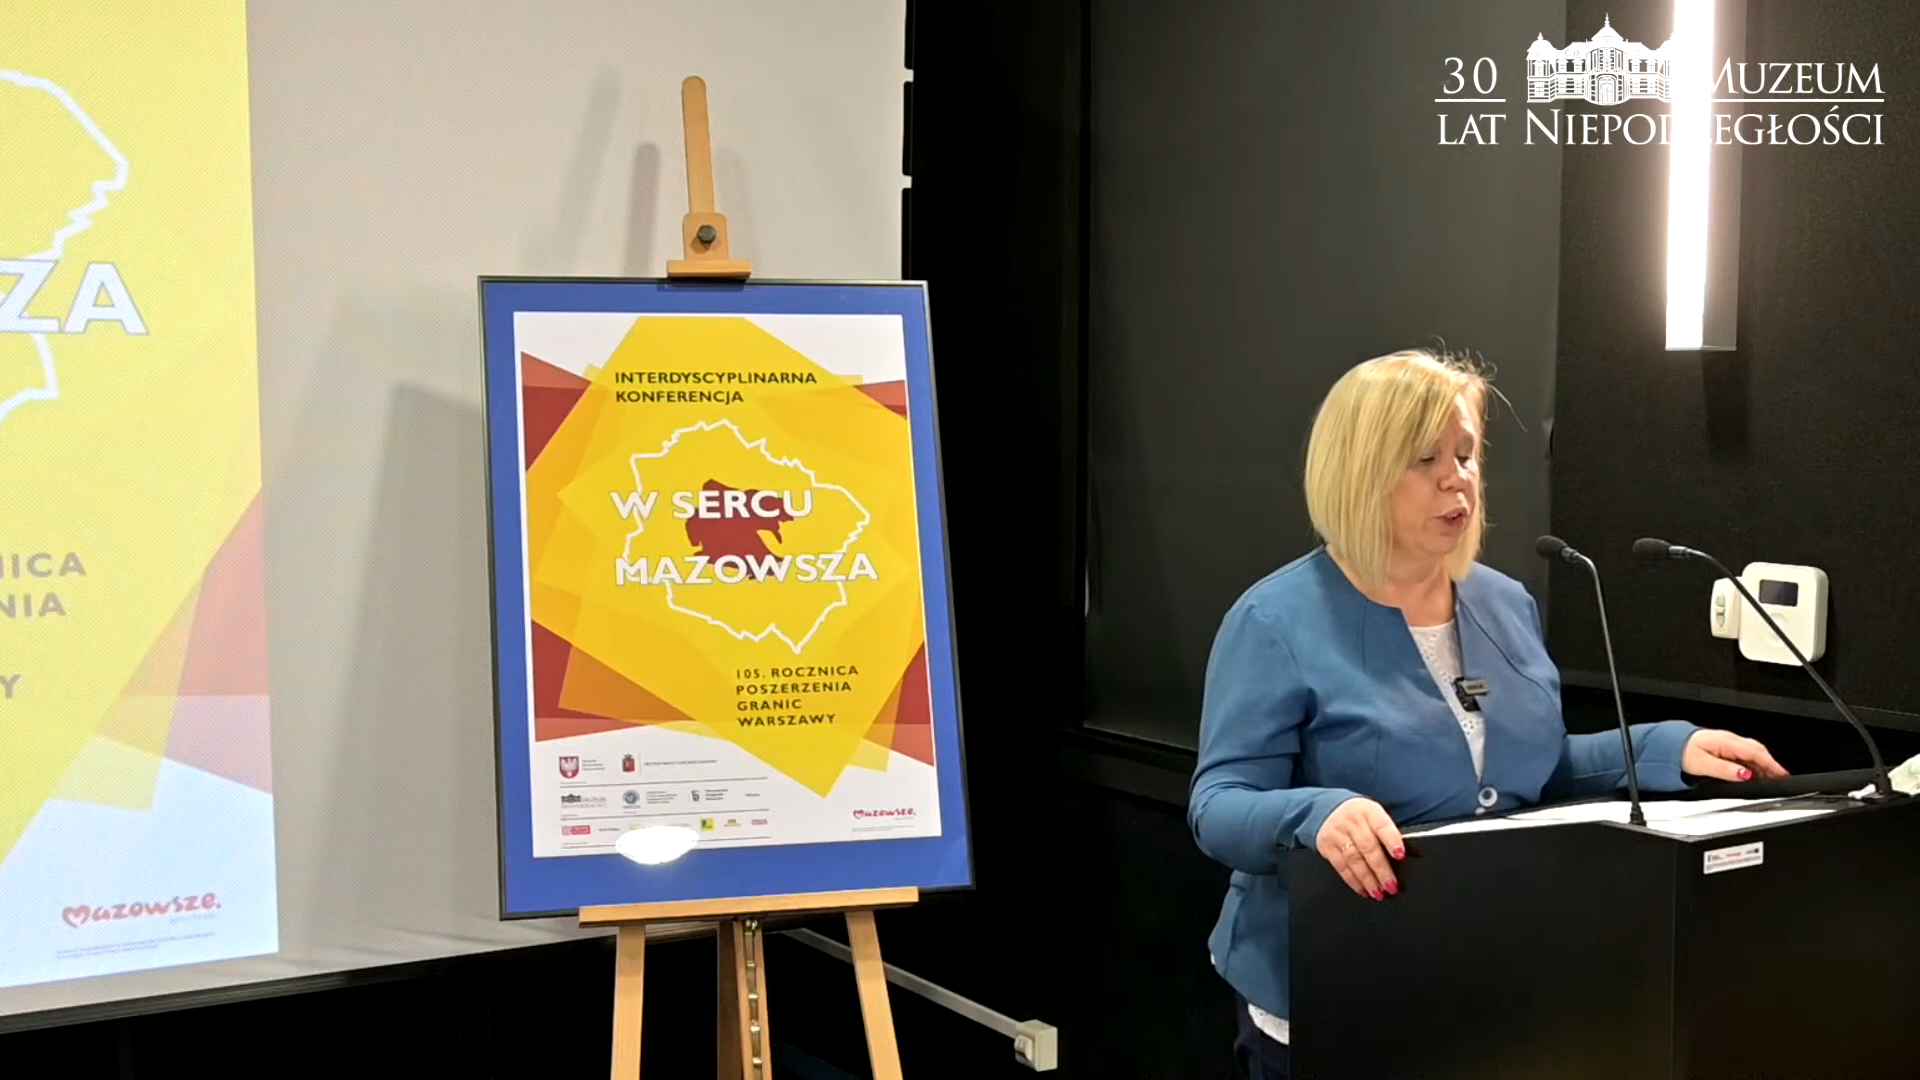 30 MUZEUM
LAT NIEPODLEGŁOŚCI
ZA
NICA
NIA
Y
mazowsze.
INTERDYSCYPLINARNA
KONFERENCJA
W SERCU
MAZOWSZA
105. ROCZNICA
POSZERZENIA
GRANIC
WARSZAWY
mazowsze.